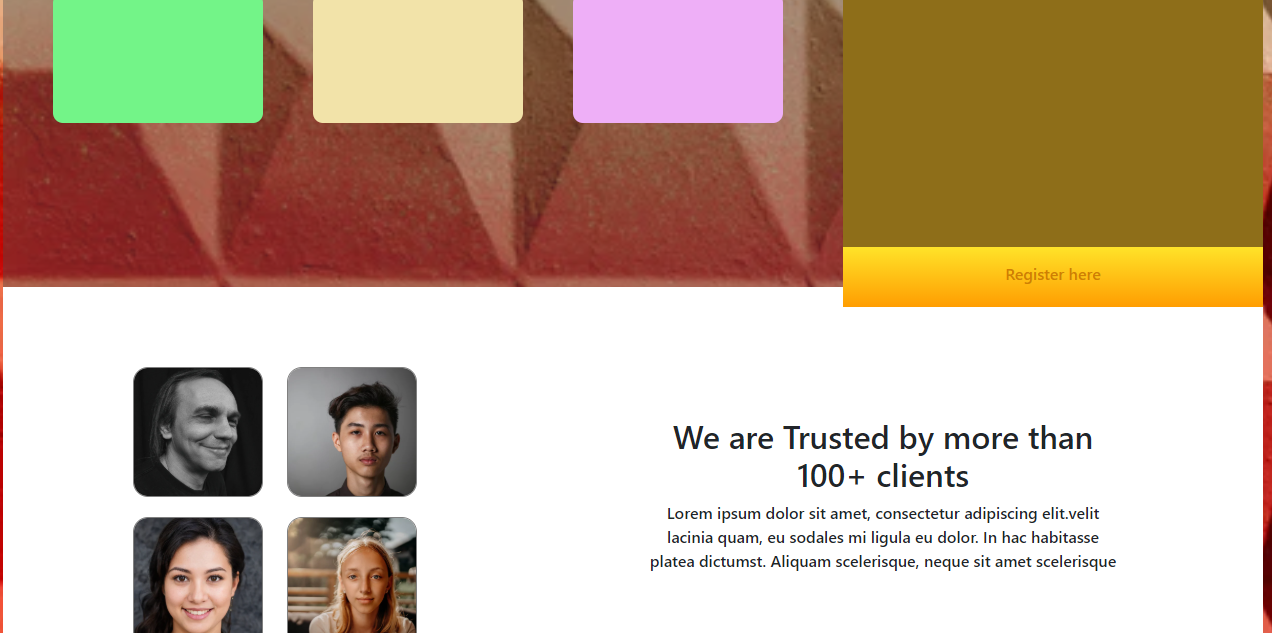 Register here
We are Trusted by more than
100+ clients
Lorem ipsum dolor sit amet, consectetur adipiscing elit.velit
lacinia quam, eu sodales mi ligula eu dolor. In hac habitasse
platea dictumst. Aliquam scelerisque, neque sit amet scelerisque